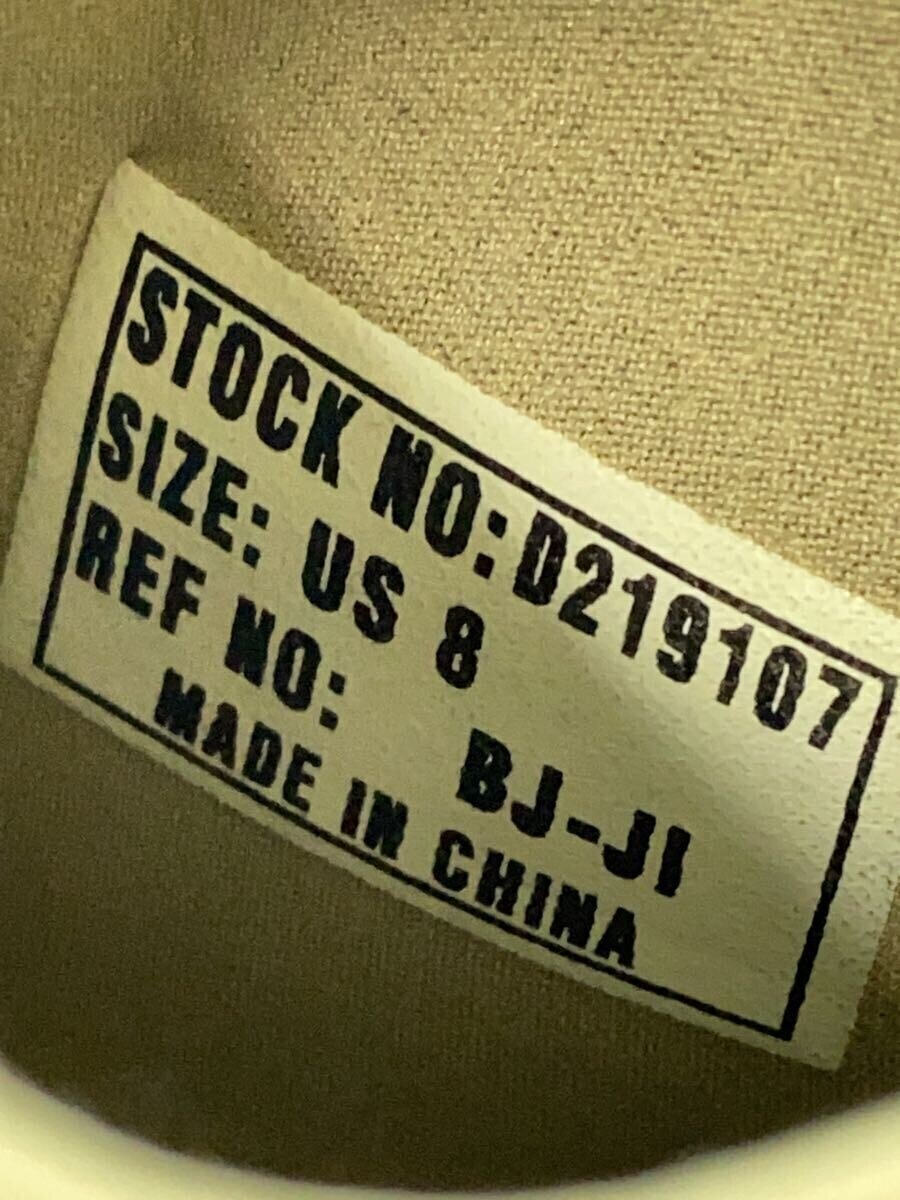 STOCK NO:D219107
SIZE: US 8
REF NO:
BJ-JI
MADE IN CHINA